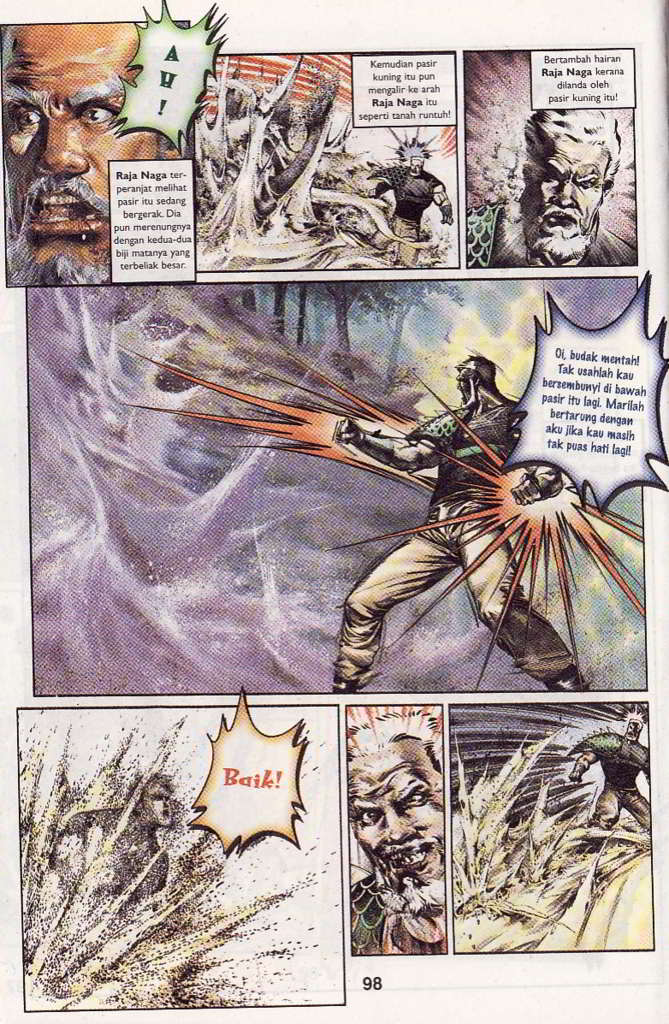 AH!
Raja Naga ter-
peranjat melihat
pasir itu sedang
bergerak. Dia
pun merenungnya
dengan kedua-dua
biji matanya yang
terbeliak besar.
Kemudian pasir
kuning itu pun
mengalir ke arah
Raja Naga itu
seperti tanah runtuh!
Bertambah hairan
Raja Naga kerana
dilanda oleh
pasir kuning itu!
Oi, budak mentah!
Tak usahlah kau
bersembunyi di bawah
pasir itu lagi. Marilah
bertarung dengan
aku jika kau masih
tak puas hati lagi!
Baik!
98